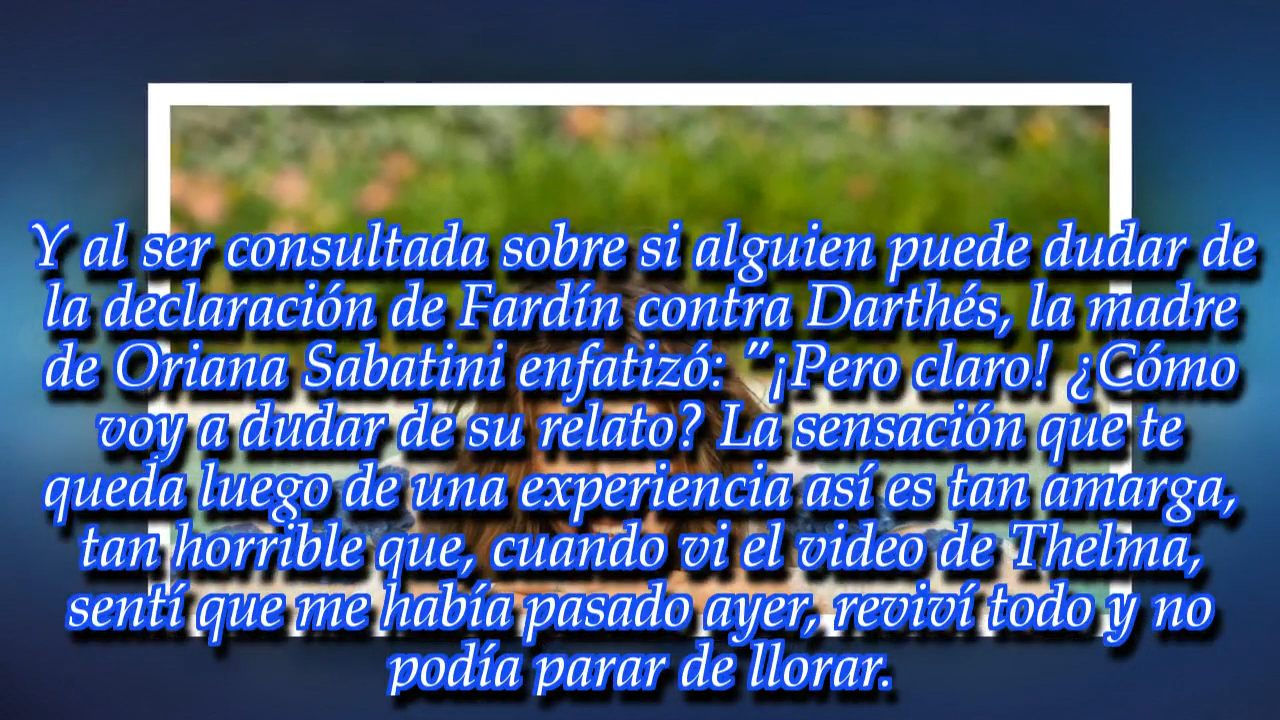 Y al ser consultada sobre si alguien puede dudar de
la declaración de Fardín contra Darthés, la madre
de Oriana Sabatini enfatizó: "¡Pero claro! ¿Cómo
voy a dudar de su relato? La sensación que te
queda luego de una experiencia así es tan amarga,
tan horrible que, cuando vi el video de Thelma,
sentí que me había pasado ayer, reviví todo y no
podía parar de llorar.